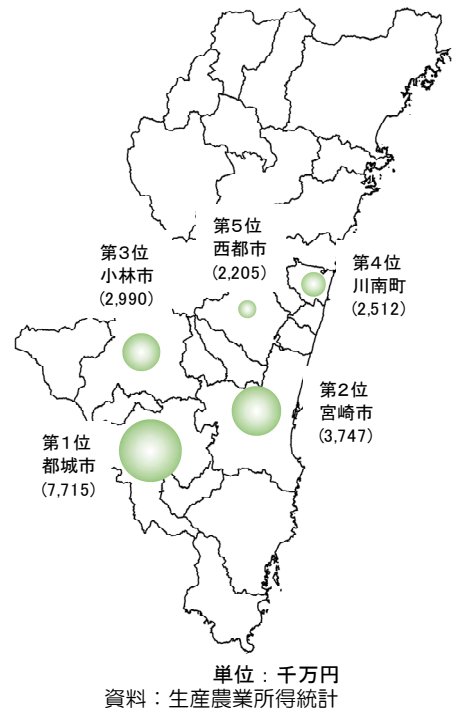 第5位
西都市
(2,205)
第3位
小林市
(2,990)
第4位
川南町
(2,512)
第2位
宮崎市
(3,747)
第1位
都城市
(7,715)
単位：千万円
資料：生産農業所得統計